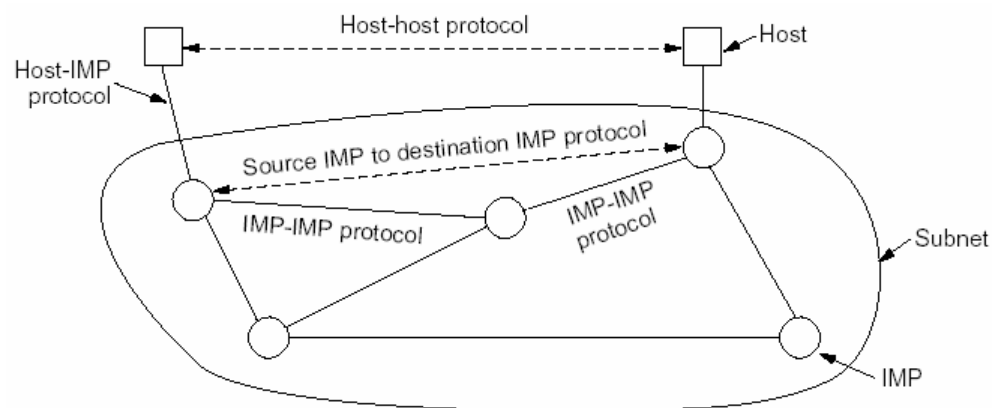 Host-host protocol
Host
Host-IMP
protocol
Source IMP to destination IMP protocol
IMP-IMP protocol
IMP-IMP
protocol
Subnet
IMP